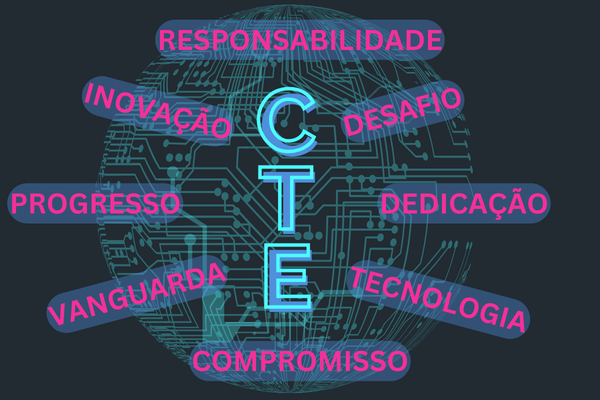 RESPONSABILIDADE
INOVAÇÃO
DESAFIO
C
T
E
PROGRESSO
DEDICAÇÃO
VANGUARDA
TECNOLOGIA
COMPROMISSO